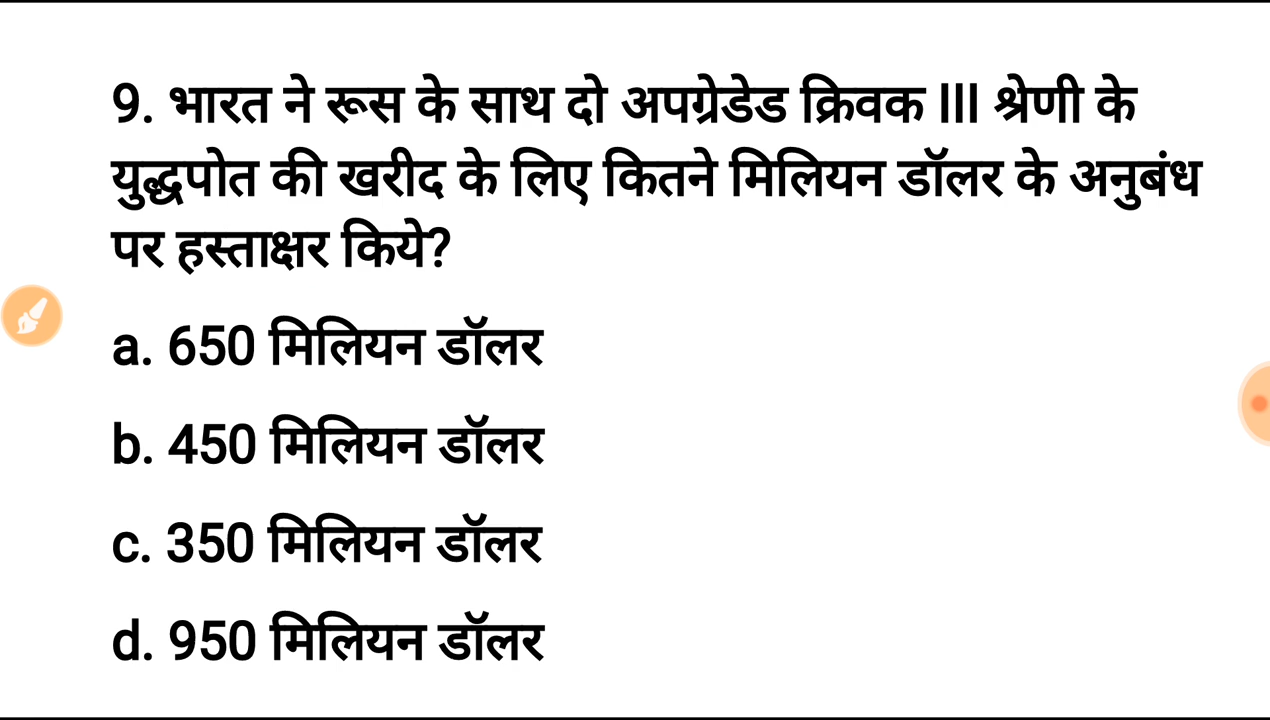 9. भारत ने रूस के साथ दो अपग्रेडेड क्रिवक III श्रेणी के
युद्धपोत की खरीद के लिए कितने मिलियन डॉलर के अनुबंध
पर हस्ताक्षर किये?
a. 650 मिलियन डॉलर
b. 450 मिलियन डॉलर
c. 350 मिलियन डॉलर
d. 950 मिलियन डॉलर